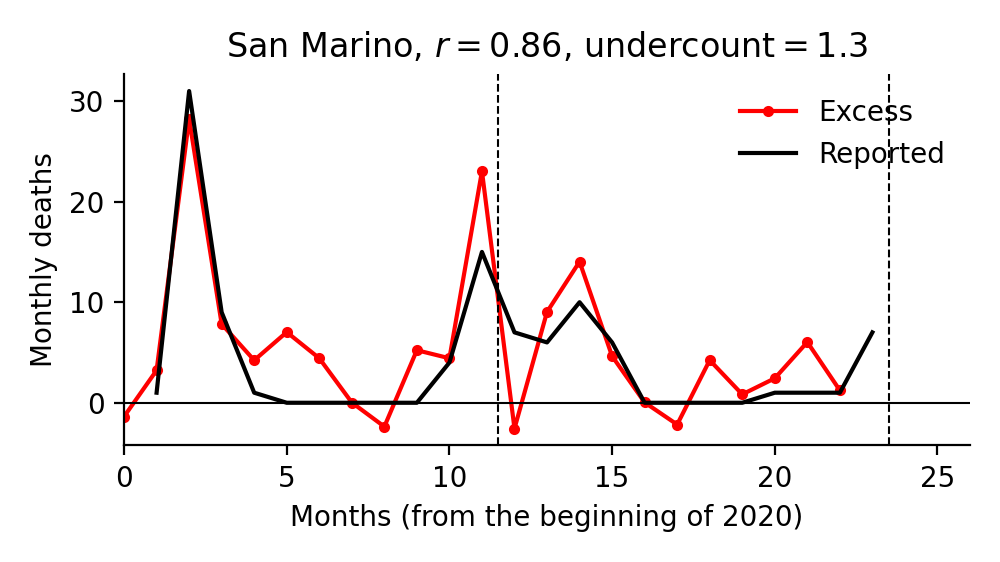 San Marino, r = 0.86, undercount = 1.3
Excess
Reported
Monthly deaths
30
20
10
0
0 5 10 15 20 25
Months (from the beginning of 2020)